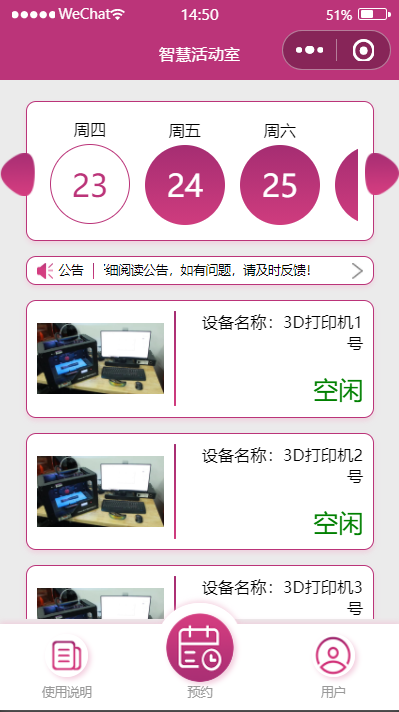 WeChat 14:50 51%
智慧活动室
周四 周五 周六
23 24 25
公告 细阅读公告，如有问题，请及时反馈！
设备名称：3D打印机1
号
空闲
设备名称：3D打印机2
号
空闲
设备名称：3D打印机3
号
使用说明 预约 用户